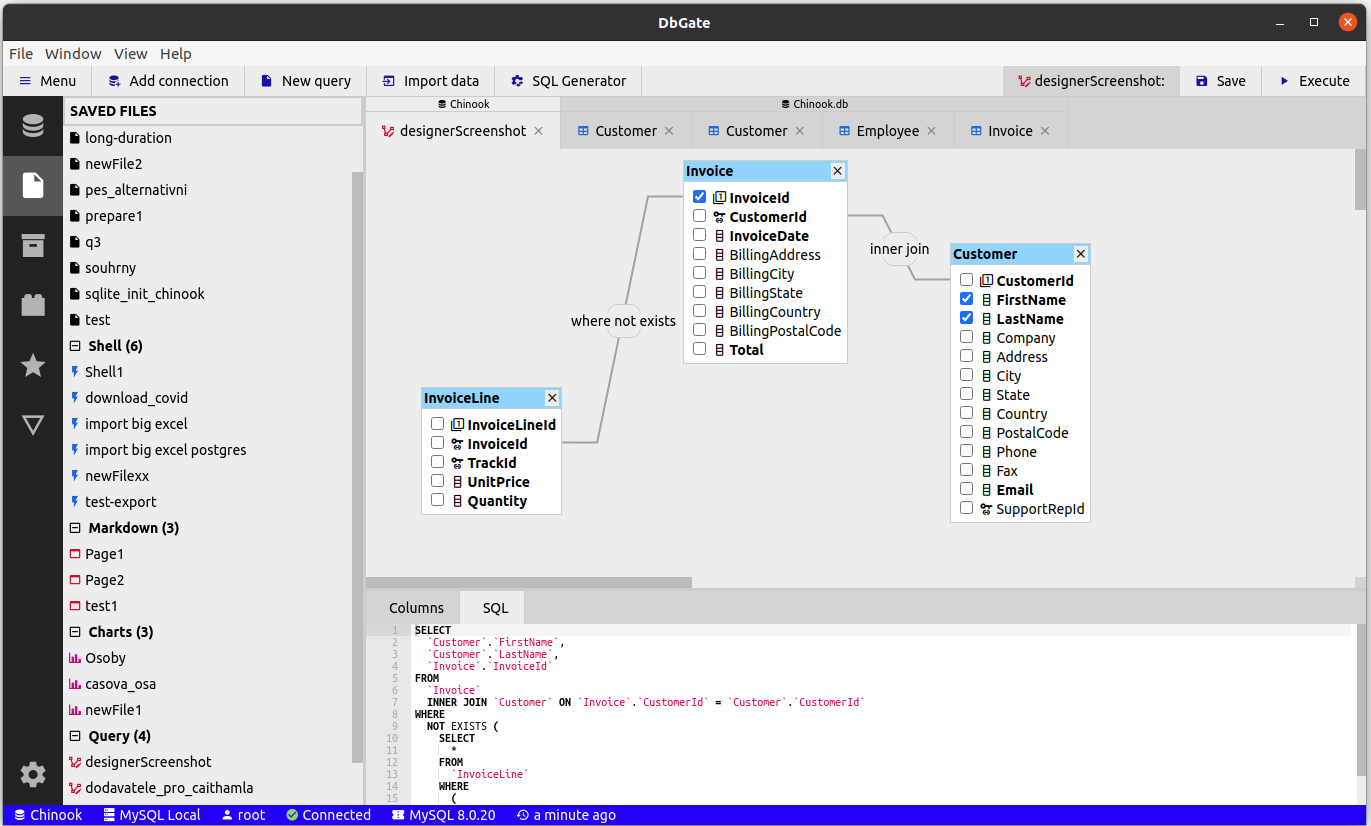 DbGate
File Window View Help
Menu Add connection New query Import data SQL Generator designerScreenshot: Save Execute
SAVED FILES
long-duration
newFile2
pes_alternativni
prepare1
q3
souhrny
sqlite_init_chinook
test
Shell (6)
Shell1
download_covid
import big excel
import big excel postgres
newFilexx
test-export
Markdown (3)
Page1
Page2
test1
Charts (3)
Osoby
casova_osa
newFile1
Query (4)
designerScreenshot
dodavatele_pro_caithamla
Chinook Chinook.db
designerScreenshot Customer Customer Employee Invoice
Invoice
InvoiceId
CustomerId
InvoiceDate
BillingAddress
BillingCity
BillingState
BillingCountry
BillingPostalCode
Total
inner join
where not exists
Customer
CustomerId
FirstName
LastName
Company
Address
City
State
Country
PostalCode
Phone
Fax
Email
SupportRepId
InvoiceLine
InvoiceLineId
InvoiceId
TrackId
UnitPrice
Quantity
Columns SQL
1 SELECT
2 `Customer`.`FirstName`,
3 `Customer`.`LastName`,
4 `Invoice`.`InvoiceId`
5 FROM
6 `Invoice`
7 INNER JOIN `Customer` ON `Invoice`.`CustomerId` = `Customer`.`CustomerId`
8 WHERE
9 NOT EXISTS (
10 SELECT
11 *
12 FROM
13 `InvoiceLine`
14 WHERE
15 (
Chinook MySQL Local root Connected MySQL 8.0.20 a minute ago